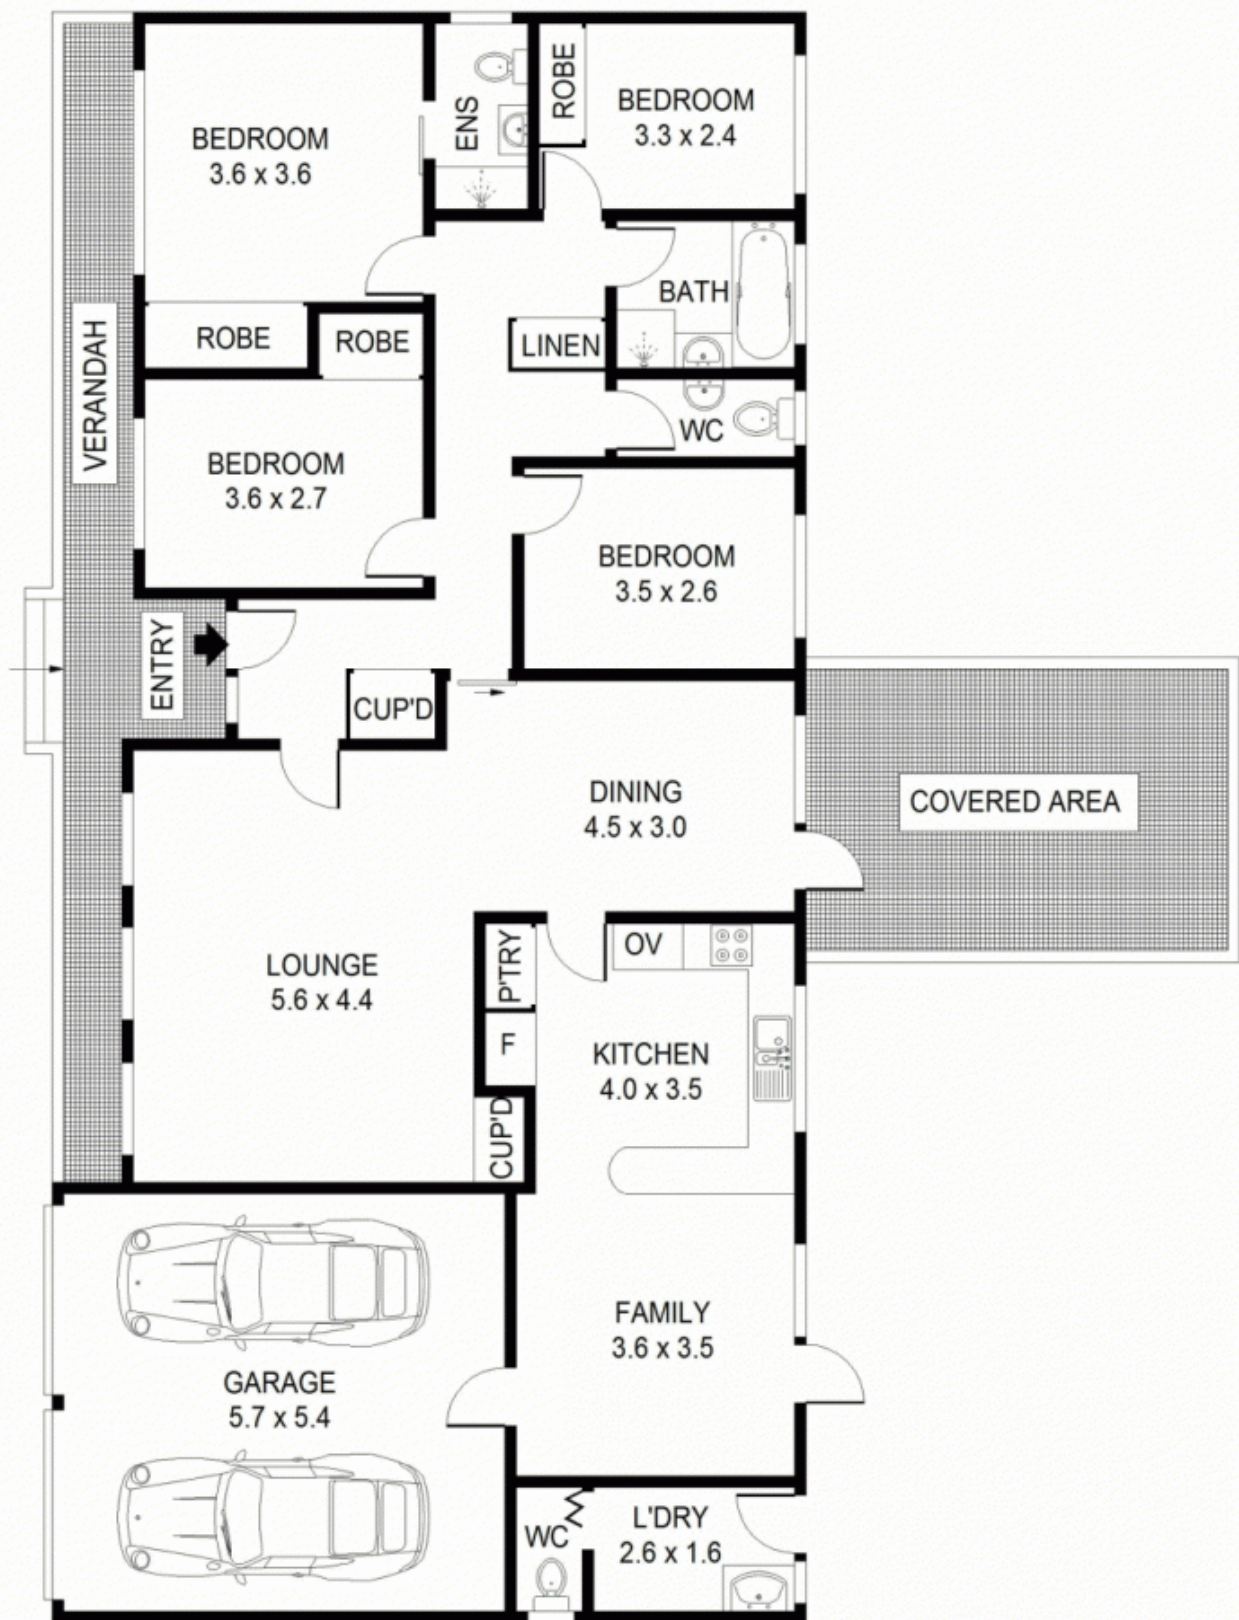 BEDROOM
3.6 x 3.6
ENS
ROBE
BEDROOM
3.3 x 2.4
BATH
ROBE
ROBE
LINEN
VERANDAH
WC
BEDROOM
3.6 x 2.7
BEDROOM
3.5 x 2.6
ENTRY
CUP'D
DINING
4.5 x 3.0
COVERED AREA
LOUNGE
5.6 x 4.4
P'TRY
OV
F
KITCHEN
4.0 x 3.5
CUP'D
FAMILY
3.6 x 3.5
GARAGE
5.7 x 5.4
WC
L'DRY
2.6 x 1.6